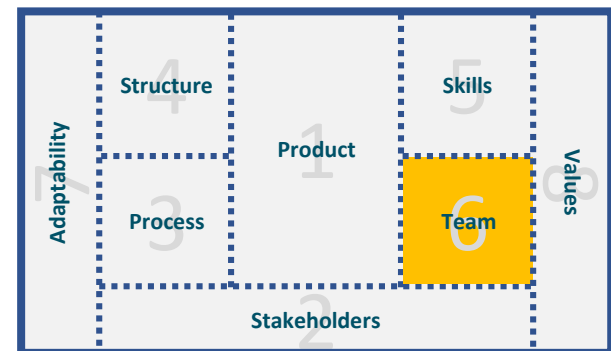 7
Adaptability
4
Structure
3
Process
1
Product
5
Skills
6
Team
2
Stakeholders
8
Values